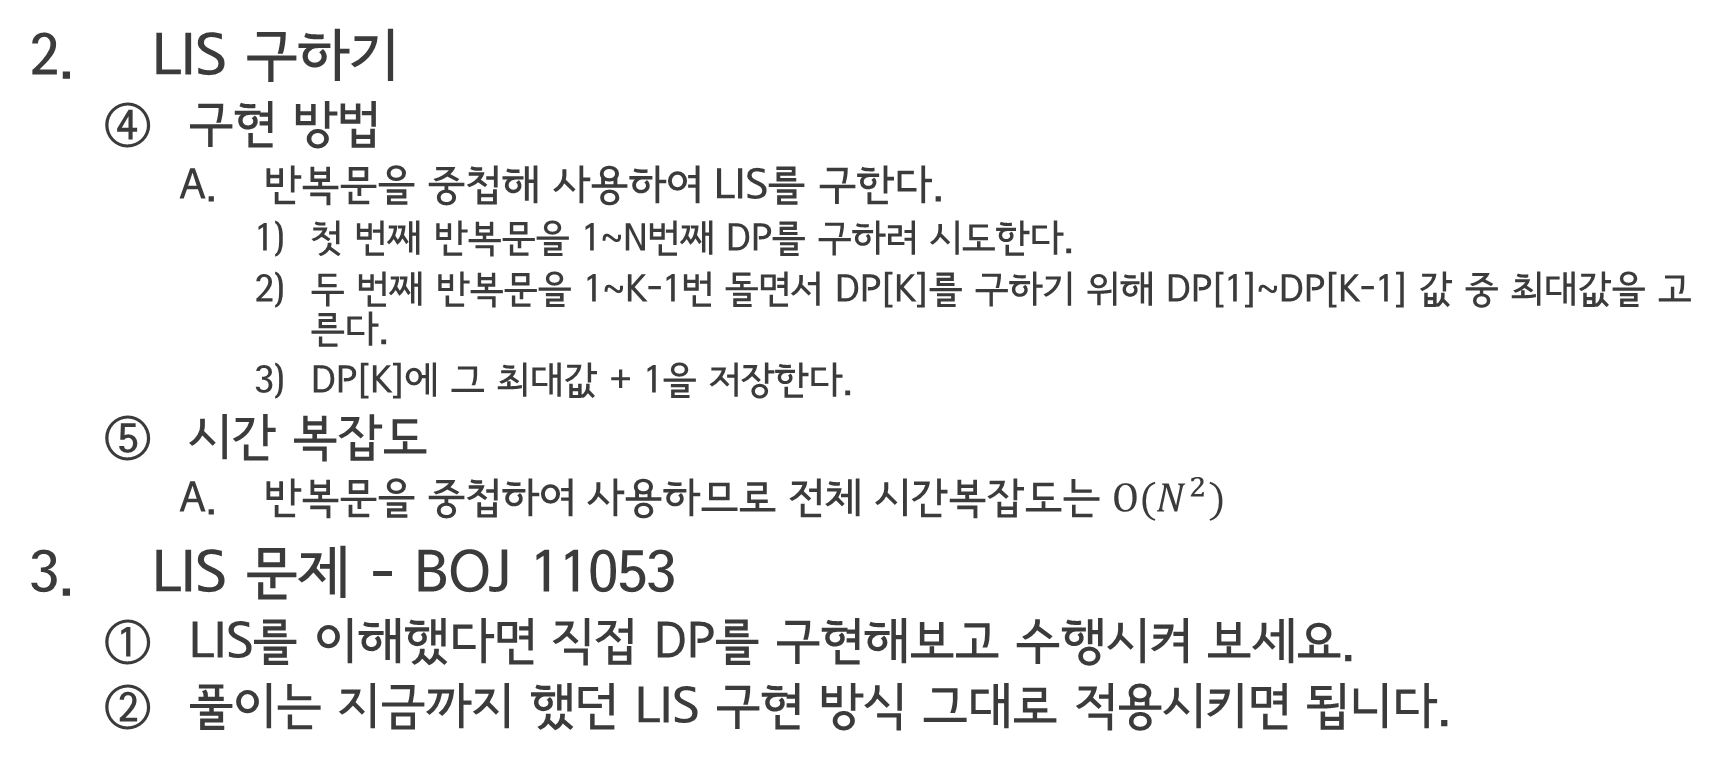 2. LIS 구하기
④ 구현 방법
A. 반복문을 중첩해 사용하여 LIS를 구한다.
1) 첫 번째 반복문을 1~N번째 DP를 구하려 시도한다.
2) 두 번째 반복문을 1~K-1번 돌면서 DP[K]를 구하기 위해 DP[1]~DP[K-1] 값 중 최대값을 고
른다.
3) DP[K]에 그 최대값 + 1을 저장한다.
⑤ 시간 복잡도
A. 반복문을 중첩하여 사용하므로 전체 시간복잡도는 O(N²)
3. LIS 문제 - BOJ 11053
① LIS를 이해했다면 직접 DP를 구현해보고 수행시켜 보세요.
② 풀이는 지금까지 했던 LIS 구현 방식 그대로 적용시키면 됩니다.